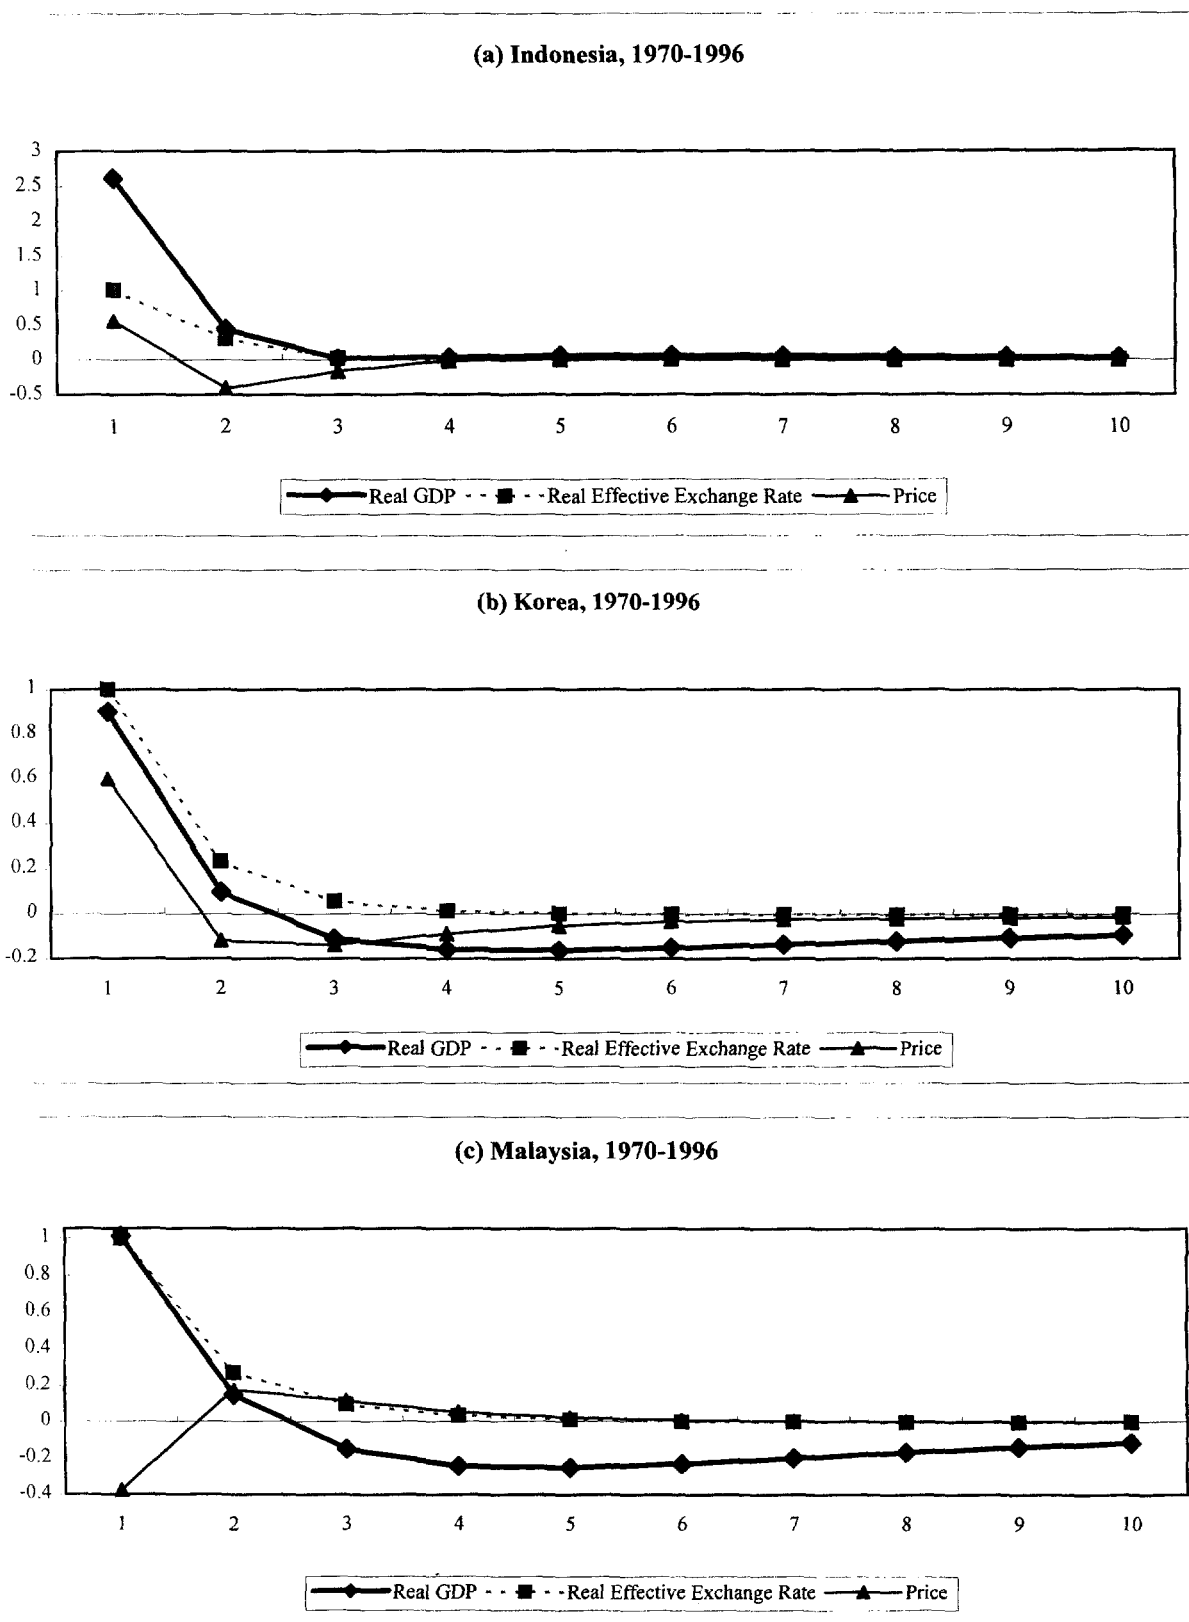 (a) Indonesia, 1970-1996
3
2.5
2
1.5
1
0.5
0
-0.5
1 2 3 4 5 6 7 8 9 10
Real GDP Real Effective Exchange Rate Price
(b) Korea, 1970-1996
1
0.8
0.6
0.4
0.2
0
-0.2
1 2 3 4 5 6 7 8 9 10
Real GDP Real Effective Exchange Rate Price
(c) Malaysia, 1970-1996
1
0.8
0.6
0.4
0.2
0
-0.2
-0.4
1 2 3 4 5 6 7 8 9 10
Real GDP Real Effective Exchange Rate Price